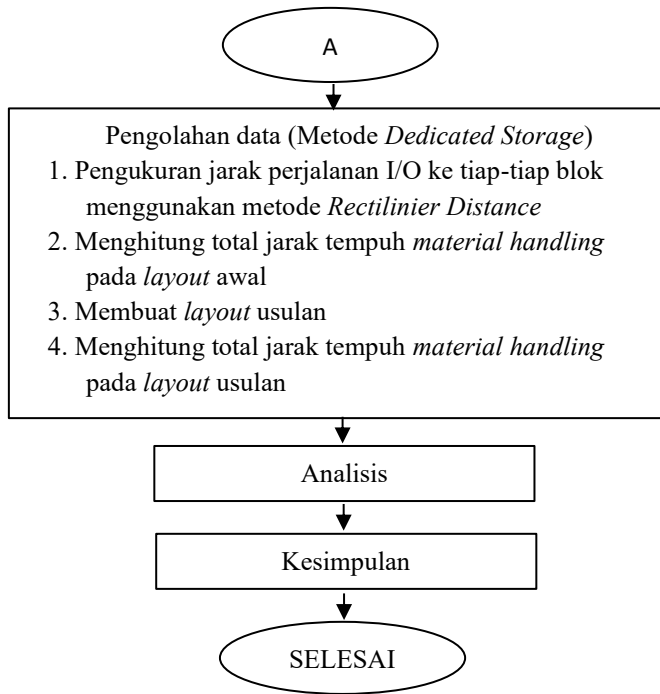 A
Pengolahan data (Metode Dedicated Storage)
1. Pengukuran jarak perjalanan I/O ke tiap-tiap blok
menggunakan metode Rectilinier Distance
2. Menghitung total jarak tempuh material handling
pada layout awal
3. Membuat layout usulan
4. Menghitung total jarak tempuh material handling
pada layout usulan
Analisis
Kesimpulan
SELESAI